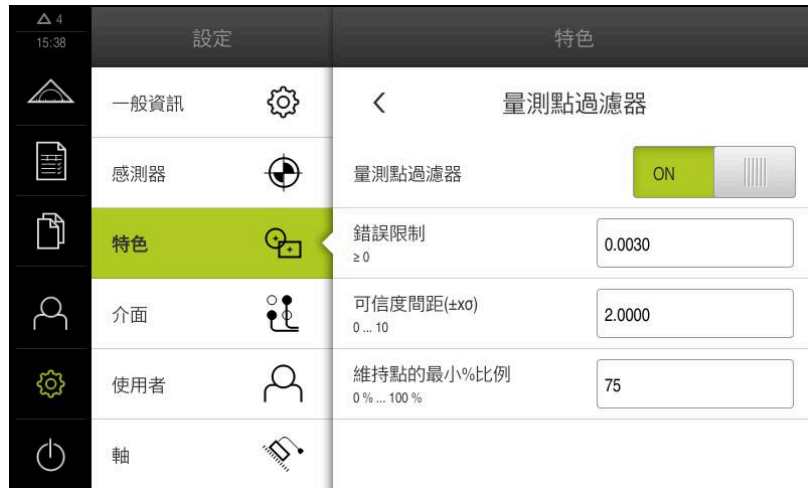 4
15:38
設定
特色
一般資訊
感測器
特色
介面
使用者
軸
量測點過濾器
量測點過濾器
ON
錯誤限制
≥ 0
0.0030
可信度間距(±xσ)
0 ... 10
2.0000
維持點的最小%比例
0 % ... 100 %
75